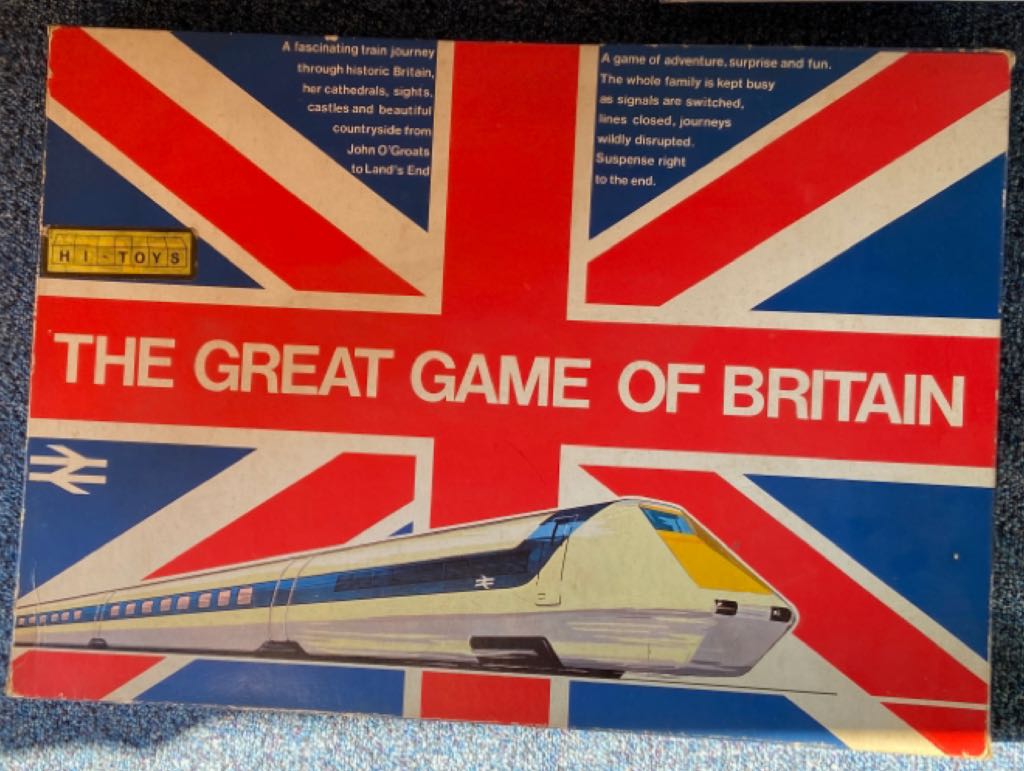 A fascinating train journey
through historic Britain,
her cathedrals, sights,
castles and beautiful
countryside from
John O'Groats
to Land's End
A game of adventure, surprise and fun.
The whole family is kept busy
as signals are switched,
lines closed, journeys
wildly disrupted.
Suspense right
to the end.
HI-TOYS
THE GREAT GAME OF BRITAIN